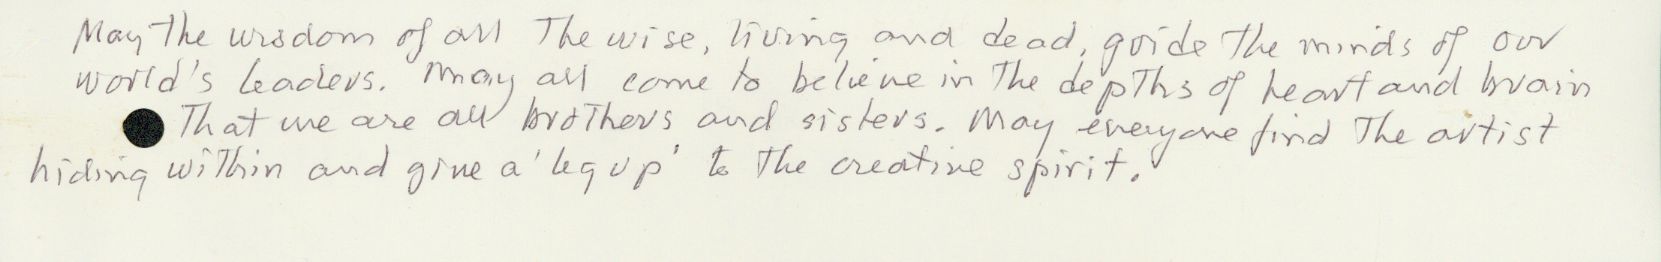 May the wisdom of all the wise, living and dead, guide the minds of our
world's leaders. May all come to believe in the depths of heart and brain
that we are all brothers and sisters. May everyone find the artist
hiding within and give a 'leg up' to the creative spirit.